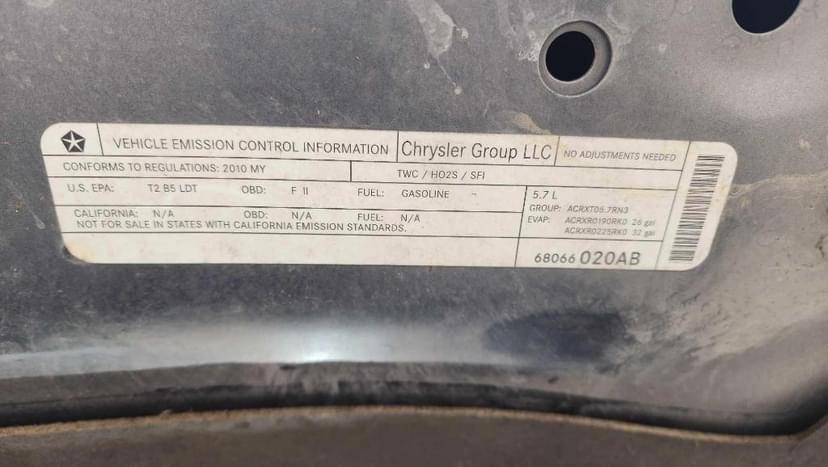 VEHICLE EMISSION CONTROL INFORMATION Chrysler Group LLC NO ADJUSTMENTS NEEDED
CONFORMS TO REGULATIONS: 2010 MY TWC / HO2S / SFI
U.S. EPA: T2 B5 LDT OBD: F II FUEL: GASOLINE - 5.7 L
GROUP: ACRXT05.7RN3
CALIFORNIA: N/A OBD: N/A FUEL: N/A EVAP: ACRXR0190RK0 26 gal
NOT FOR SALE IN STATES WITH CALIFORNIA EMISSION STANDARDS. ACRXR0225RK0 32 gal
68066 020AB